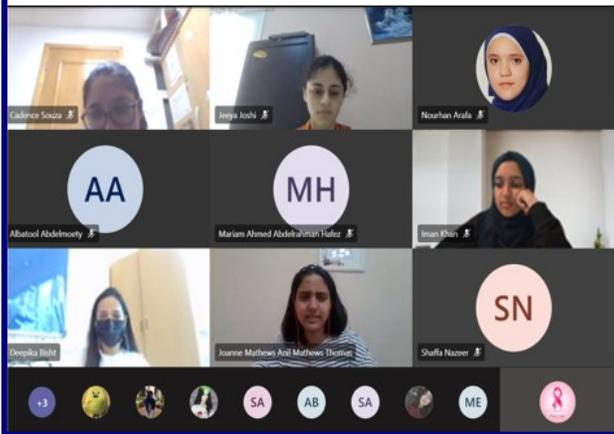 Cadence Souza
Jeeya Joshi
Nourhan Arafa
AA
Albatool Abdelmoety
MH
Mariam Ahmed Abdelrahman Hafez
Iman Khan
Deepika Bisht
Joanne Mathews Anil Mathews Thomas
SN
Shaffa Nazeer
+3
SA
AB
SA
ME